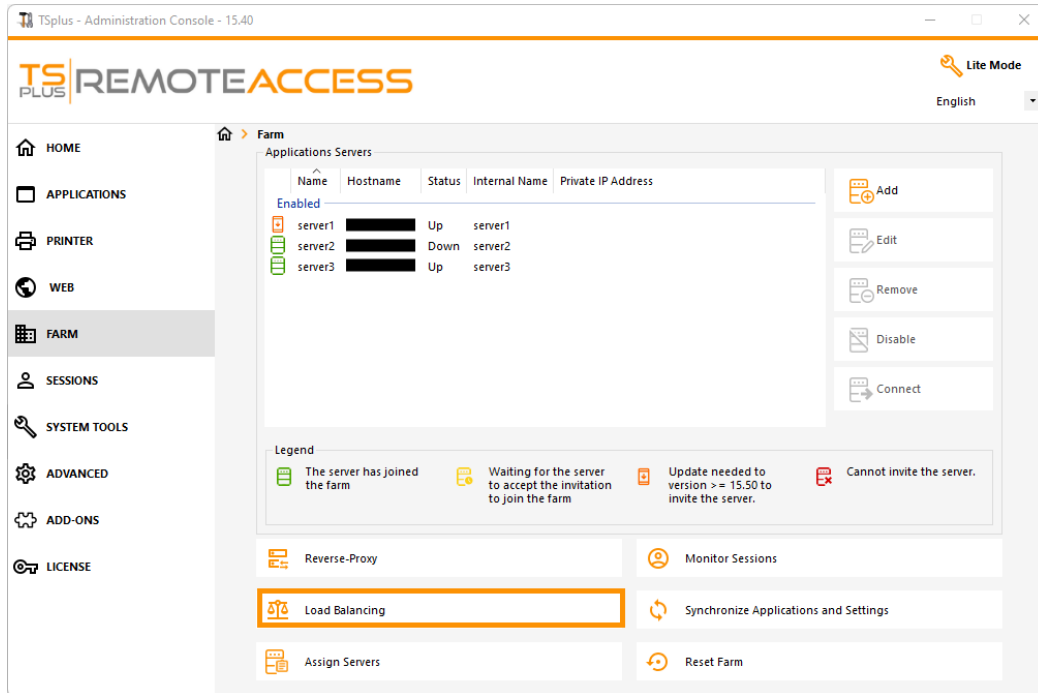 TSplus - Administration Console - 15.40
TS PLUS REMOTEACCESS
Lite Mode
English
HOME
APPLICATIONS
PRINTER
WEB
FARM
SESSIONS
SYSTEM TOOLS
ADVANCED
ADD-ONS
LICENSE
Farm
Applications Servers
Name Hostname Status Internal Name Private IP Address
Enabled
server1 Up server1
server2 Down server2
server3 Up server3
Add
Edit
Remove
Disable
Connect
Legend
The server has joined
the farm
Waiting for the server
to accept the invitation
to join the farm
Update needed to
version >= 15.50 to
invite the server.
Cannot invite the server.
Reverse-Proxy
Monitor Sessions
Load Balancing
Synchronize Applications and Settings
Assign Servers
Reset Farm